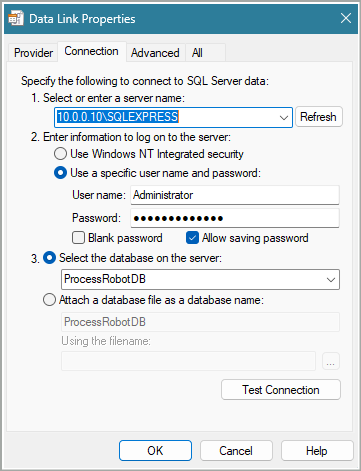 Data Link Properties
Provider Connection Advanced All
Specify the following to connect to SQL Server data:
1. Select or enter a server name:
10.0.0.10\SQLEXPRESS Refresh
2. Enter information to log on to the server:
Use Windows NT Integrated security
Use a specific user name and password:
User name: Administrator
Password: ●●●●●●●●●●●●●
Blank password Allow saving password
3. Select the database on the server:
ProcessRobotDB
Attach a database file as a database name:
ProcessRobotDB
Using the filename:
...
Test Connection
OK Cancel Help